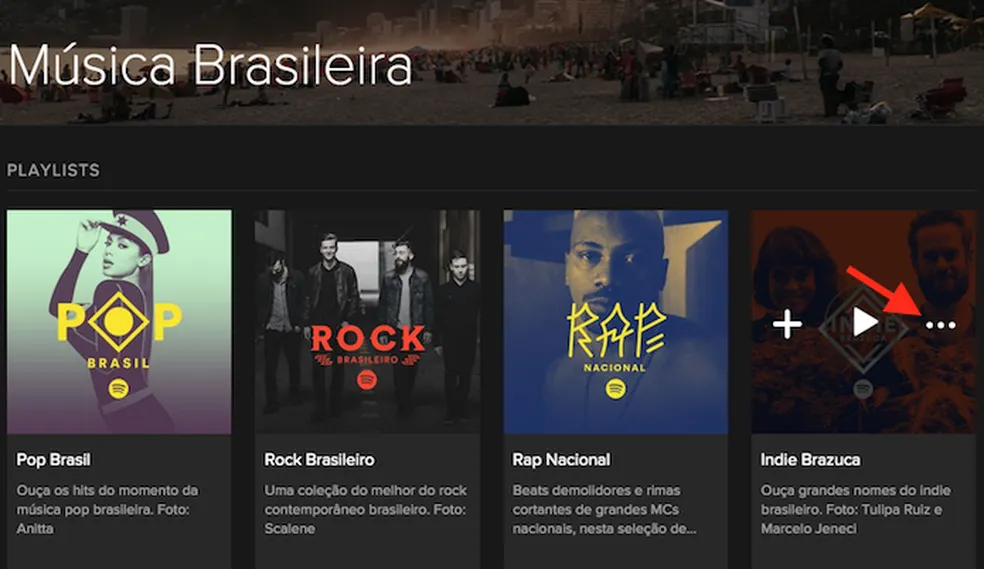 Música Brasileira
PLAYLISTS
POP
BRASIL
ROCK
BRASILEIRO
RAP
NACIONAL
INDIE
BRAZUCA
Pop Brasil
Ouça os hits do momento da
música pop brasileira. Foto:
Anitta
Rock Brasileiro
Uma coleção do melhor do rock
contemporâneo brasileiro. Foto:
Scalene
Rap Nacional
Beats demolidores e rimas
cortantes de grandes MCs
nacionais, nesta seleção de...
Indie Brazuca
Ouça grandes nomes do indie
brasileiro. Foto: Tulipa Ruiz e
Marcelo Jeneci